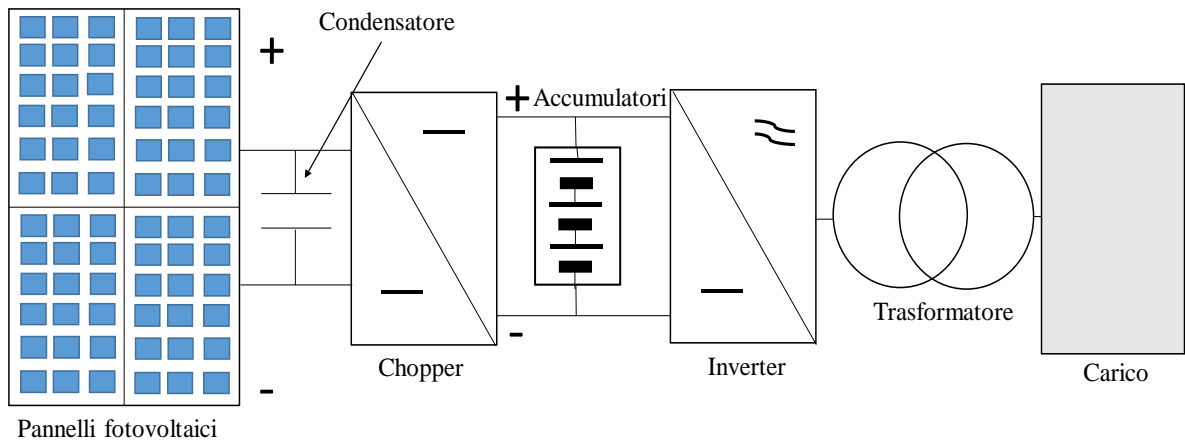 Condensatore
+
+ Accumulatori
-
-
Chopper
Inverter
Trasformatore
Carico
Pannelli fotovoltaici